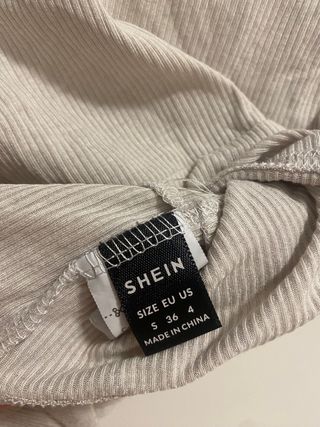 SHEIN
SIZE EU US
S 36 4
MADE IN CHINA